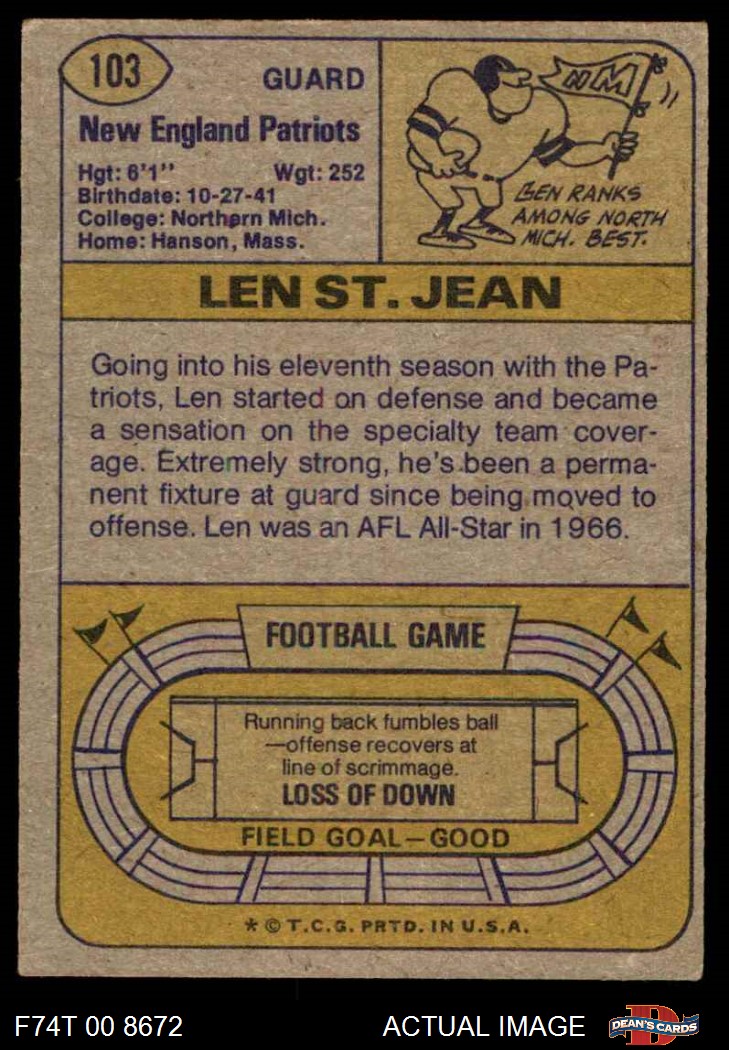 103
GUARD
New England Patriots
Hgt: 6'1" Wgt: 252
Birthdate: 10-27-41
College: Northern Mich.
Home: Hanson, Mass.
NM
LEN RANKS
AMONG NORTH
MICH. BEST.
LEN ST. JEAN
Going into his eleventh season with the Pa-
triots, Len started on defense and became
a sensation on the specialty team cover-
age. Extremely strong, he's been a perma-
nent fixture at guard since being moved to
offense. Len was an AFL All-Star in 1966.
FOOTBALL GAME
Running back fumbles ball
—offense recovers at
line of scrimmage.
LOSS OF DOWN
FIELD GOAL—GOOD
* © T.C.G. PRTD. IN U.S.A.
F74T 00 8672 ACTUAL IMAGE
D
DEAN'S CARDS